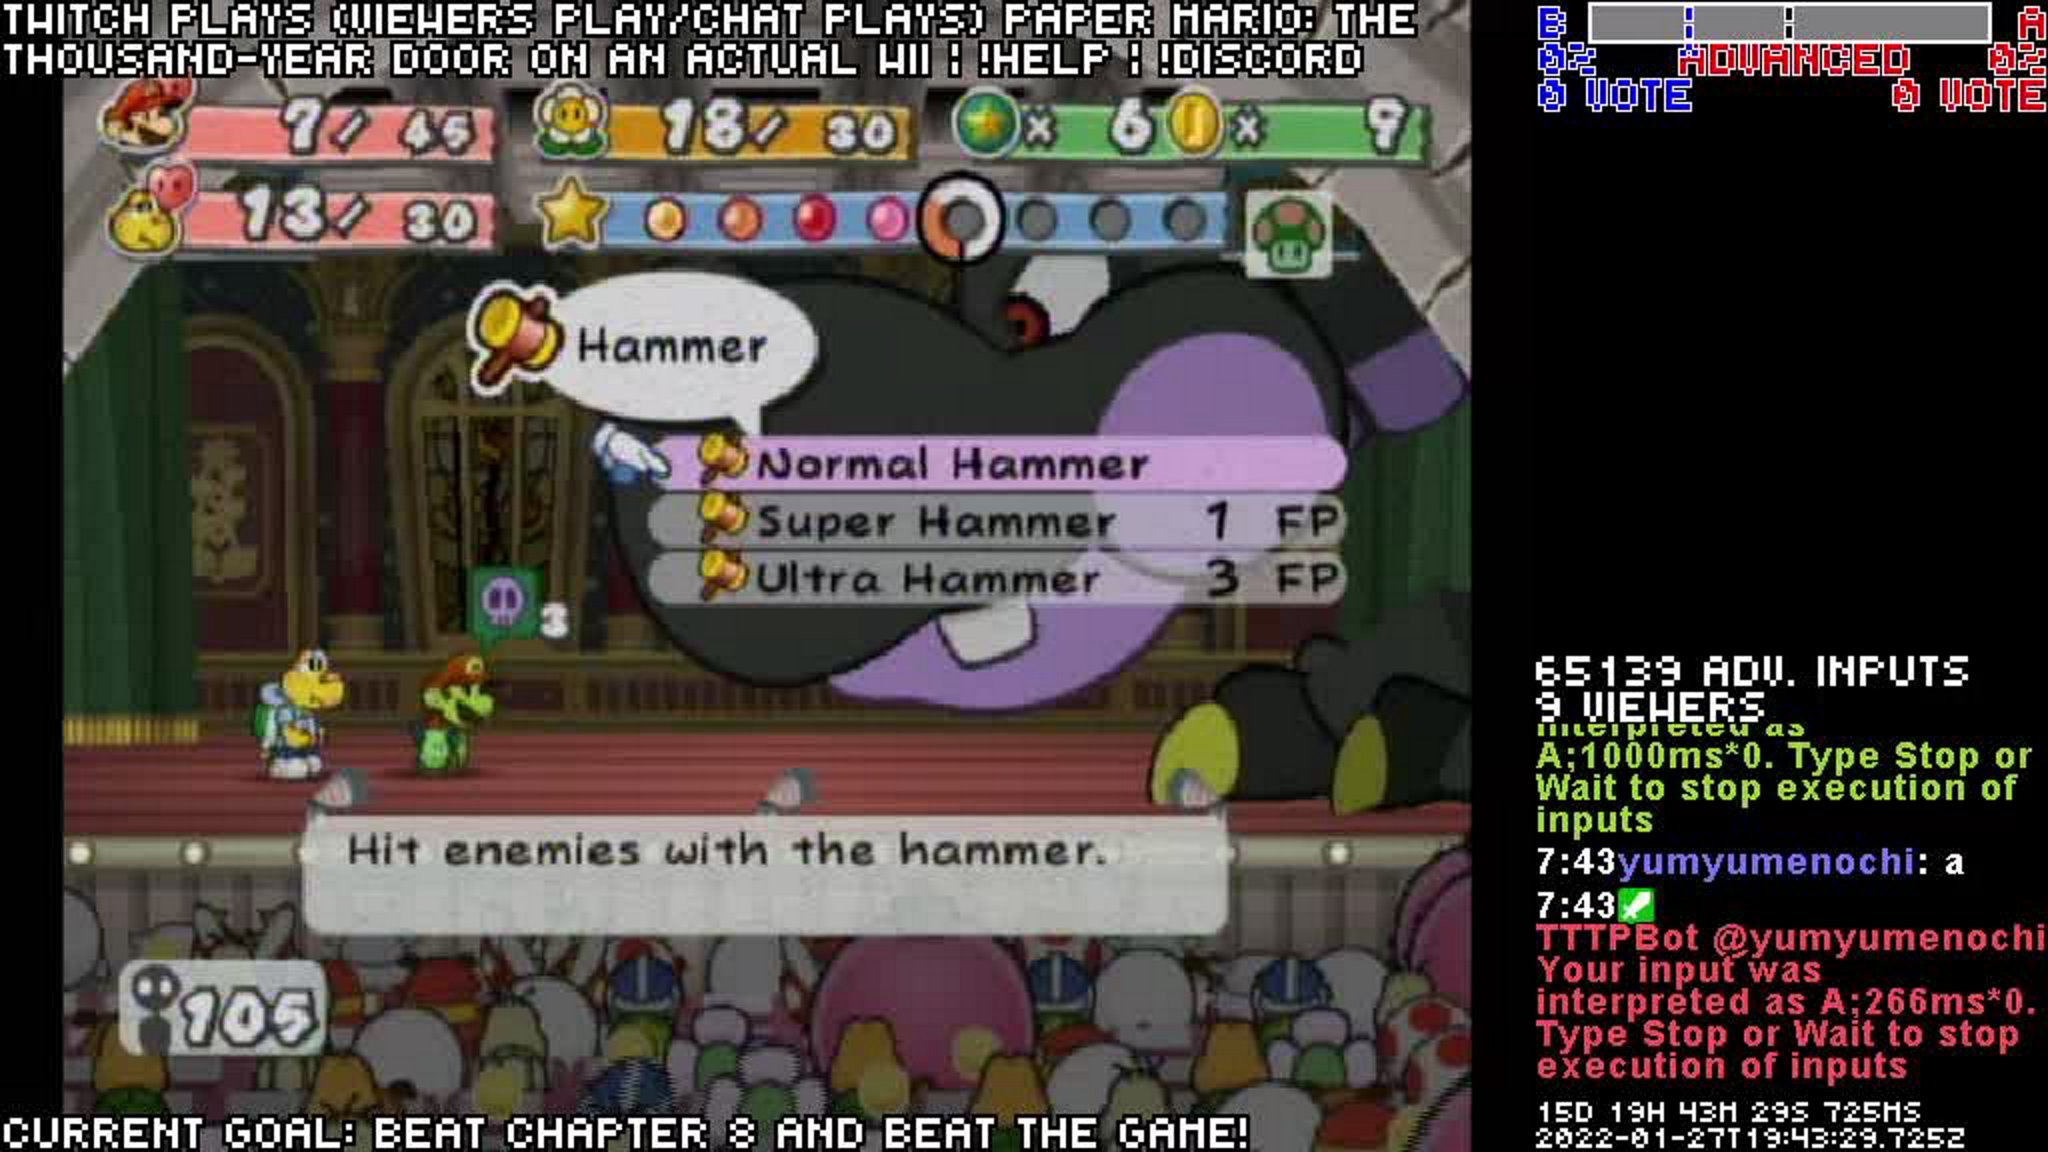 TWITCH PLAYS (VIEWERS PLAY/CHAT PLAYS) PAPER MARIO: THE
THOUSAND-YEAR DOOR ON AN ACTUAL WII ¦ !HELP ¦ !DISCORD
B A
0% ADVANCED 0%
0 VOTE 0 VOTE
7/ 45
18/ 30
x 6 x 9
13/ 30
Hammer
Normal Hammer
Super Hammer 1 FP
Ultra Hammer 3 FP
3
Hit enemies with the hammer.
105
65139 ADV. INPUTS
9 VIEWERS
interpreted as
A;1000ms*0. Type Stop or
Wait to stop execution of
inputs
7:43 yumyumenochi: a
7:43
TTTPBot @yumyumenochi
Your input was
interpreted as A;266ms*0.
Type Stop or Wait to stop
execution of inputs
15D 19H 43M 29S 725MS
2022-01-27T19:43:29.725Z
CURRENT GOAL: BEAT CHAPTER 8 AND BEAT THE GAME!